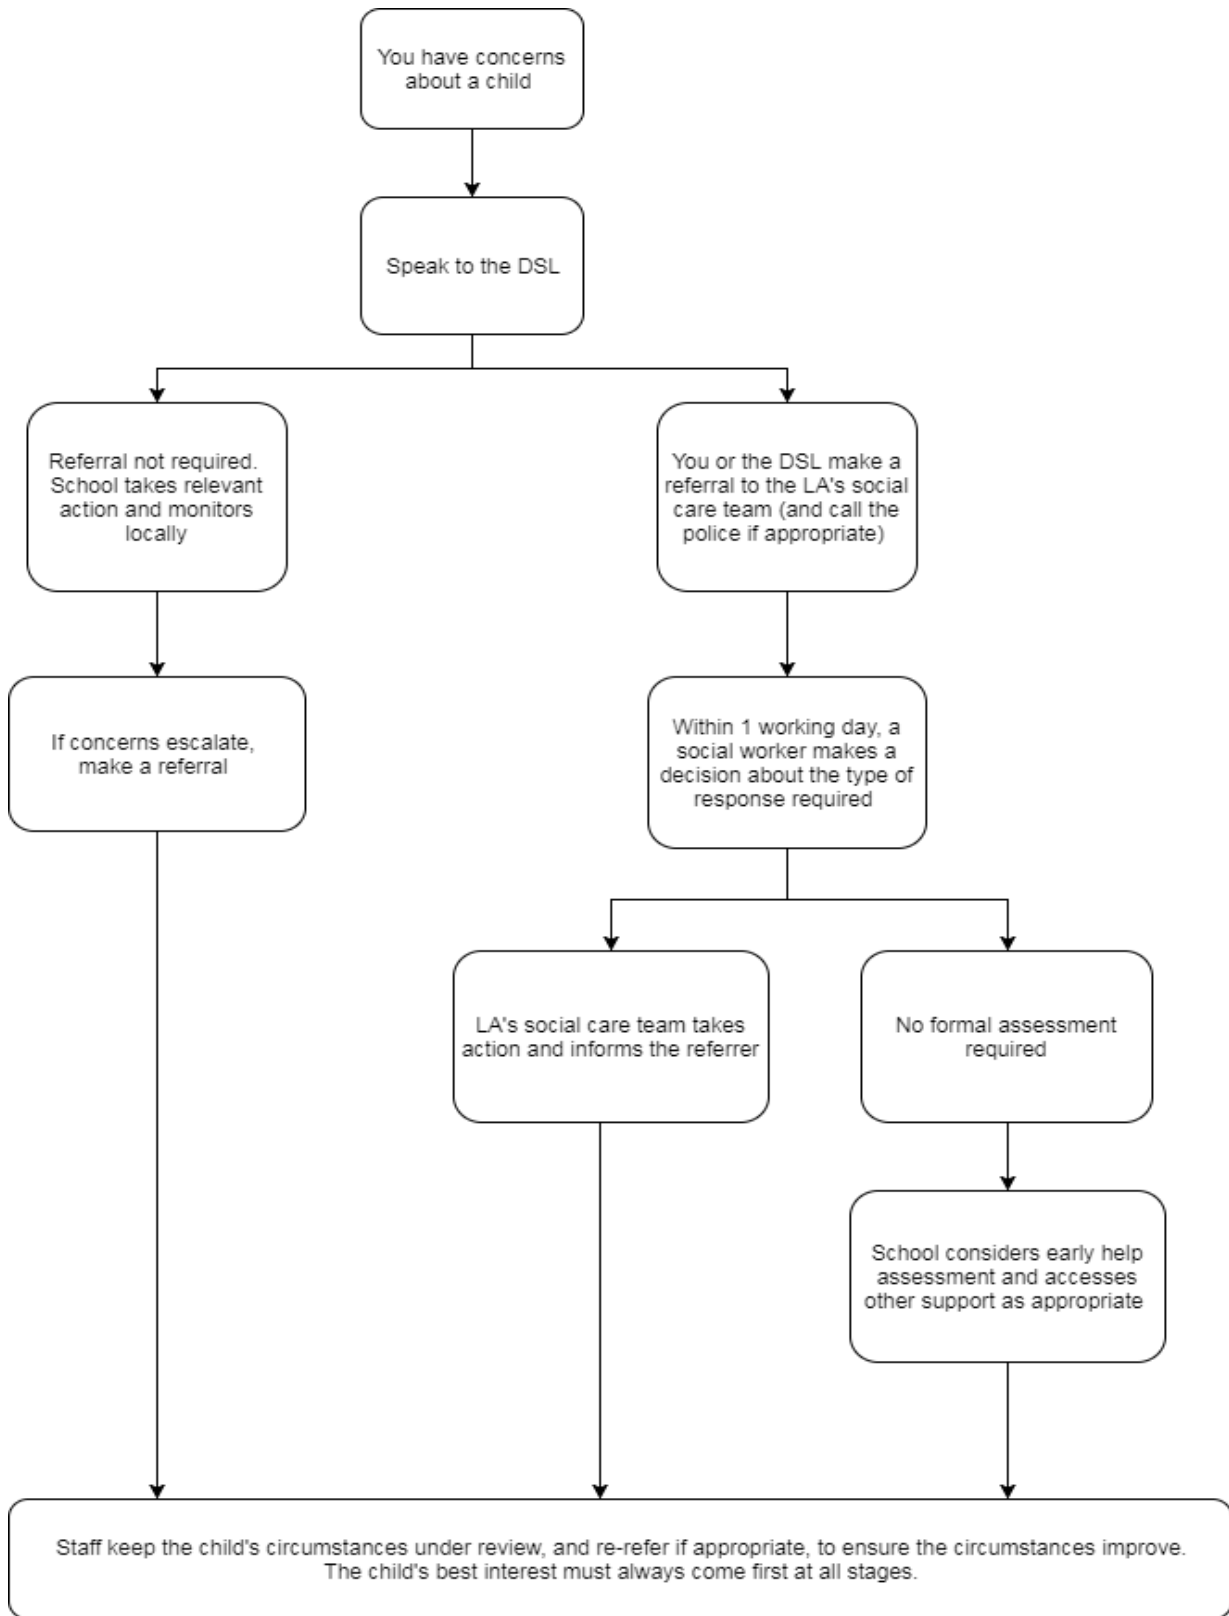 You have concerns
about a child
Speak to the DSL
Referral not required.
School takes relevant
action and monitors
locally
You or the DSL make a
referral to the LA's social
care team (and call the
police if appropriate)
If concerns escalate,
make a referral
Within 1 working day, a
social worker makes a
decision about the type of
response required
LA's social care team takes
action and informs the referrer
No formal assessment
required
School considers early help
assessment and accesses
other support as appropriate
Staff keep the child's circumstances under review, and re-refer if appropriate, to ensure the circumstances improve.
The child's best interest must always come first at all stages.